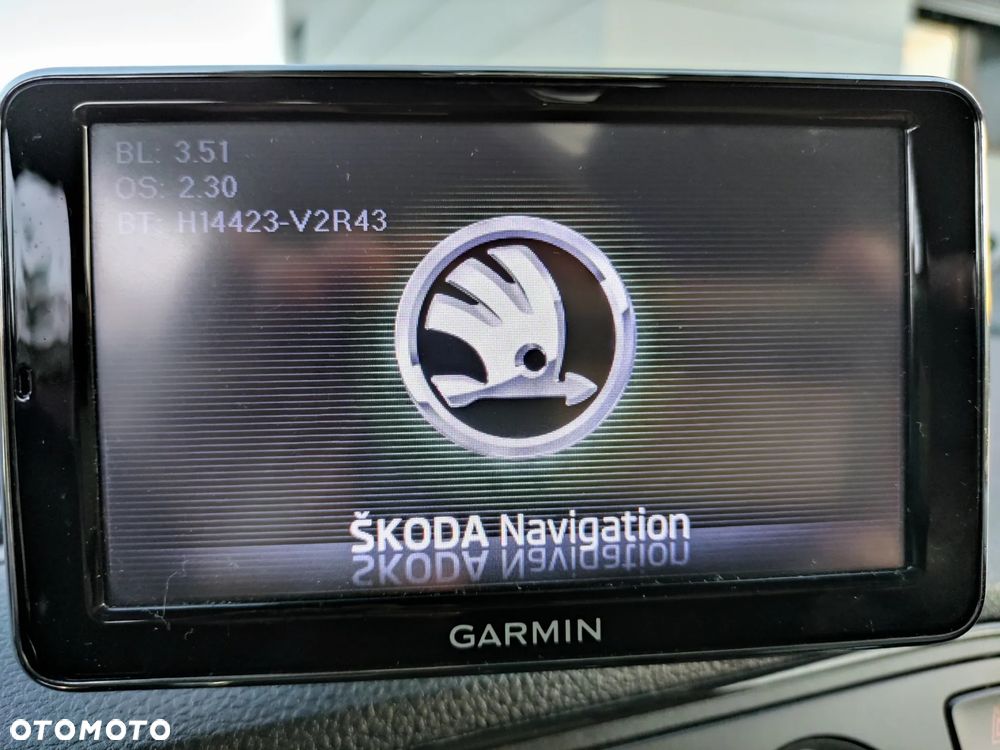 BL: 3.51
OS: 2.30
BT: H14423-V2R43
ŠKODA Navigation
GARMIN
OTOMOTO